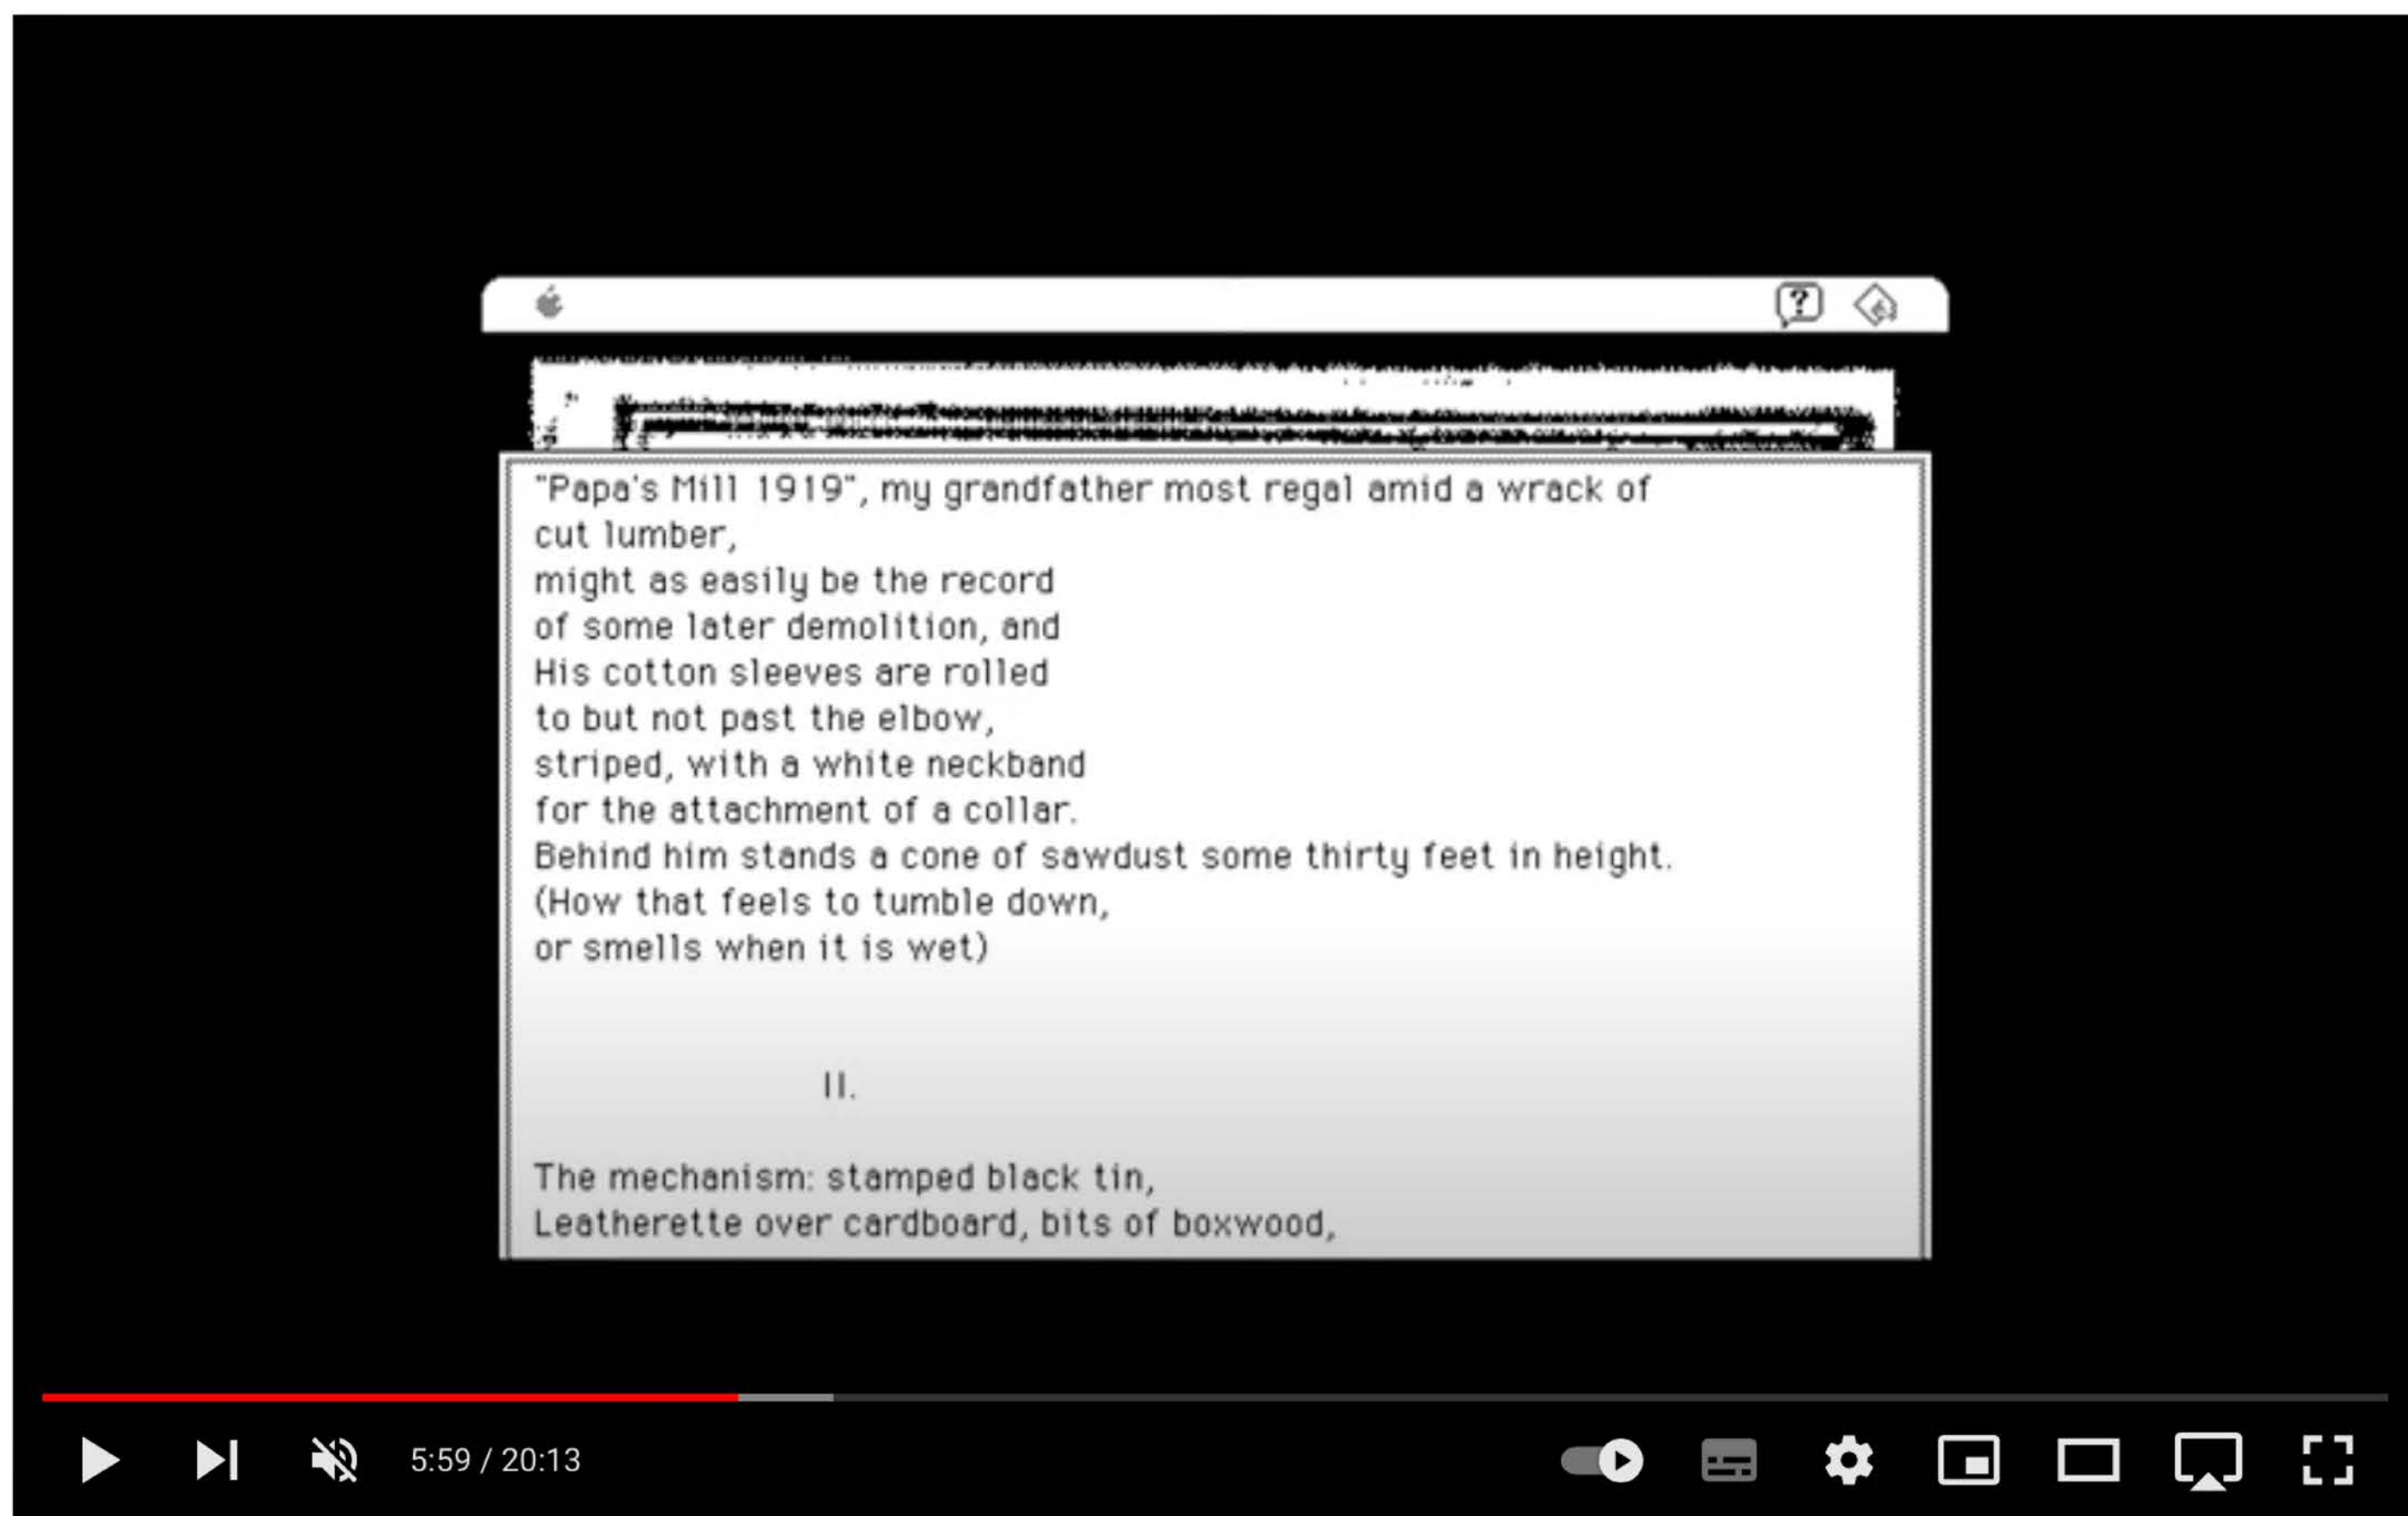 ?
"Papa's Mill 1919", my grandfather most regal amid a wrack of
cut lumber,
might as easily be the record
of some later demolition, and
His cotton sleeves are rolled
to but not past the elbow,
striped, with a white neckband
for the attachment of a collar.
Behind him stands a cone of sawdust some thirty feet in height.
(How that feels to tumble down,
or smells when it is wet)
II.
The mechanism: stamped black tin,
Leatherette over cardboard, bits of boxwood,
5:59 / 20:13